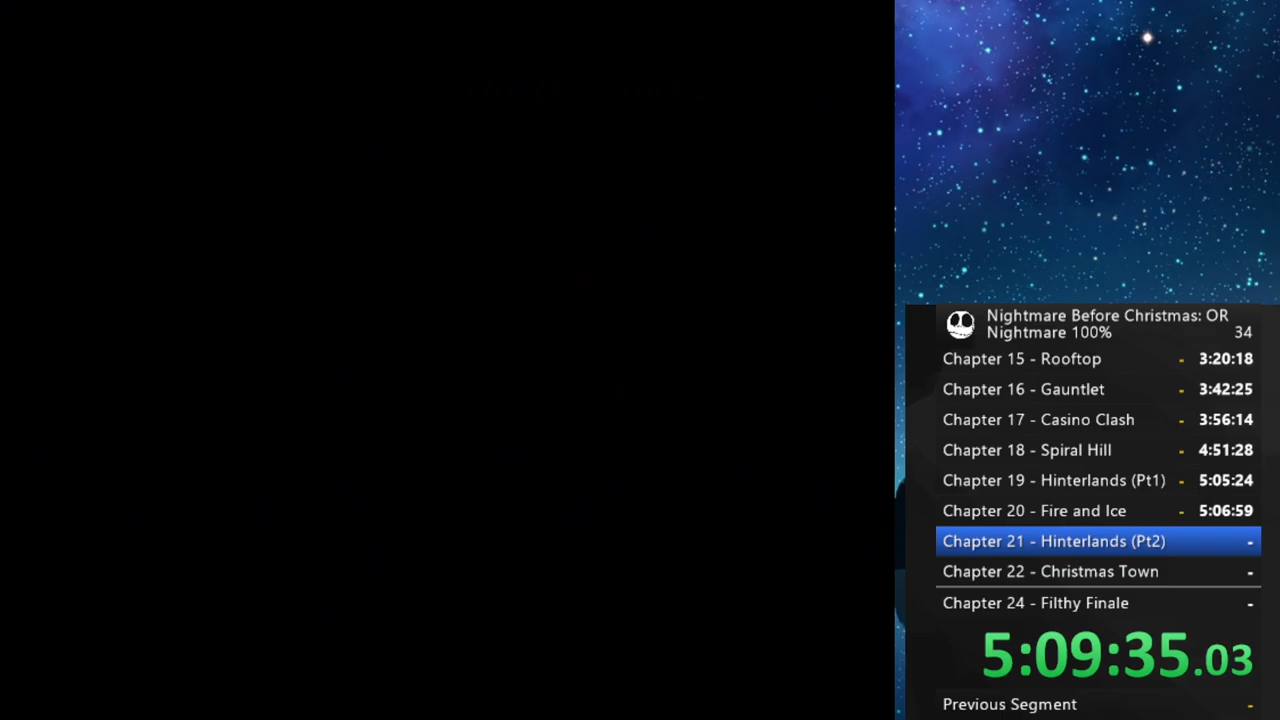 Nightmare Before Christmas: OR
Nightmare 100% 34
Chapter 15 - Rooftop - 3:20:18
Chapter 16 - Gauntlet - 3:42:25
Chapter 17 - Casino Clash - 3:56:14
Chapter 18 - Spiral Hill - 4:51:28
Chapter 19 - Hinterlands (Pt1) - 5:05:24
Chapter 20 - Fire and Ice - 5:06:59
Chapter 21 - Hinterlands (Pt2) -
Chapter 22 - Christmas Town -
Chapter 24 - Filthy Finale -
5:09:35.03
Previous Segment -